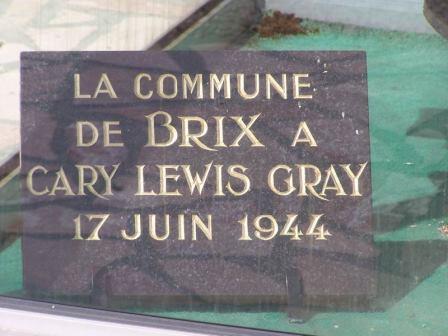 LA COMMUNE
DE BRIX A
CARY LEWIS GRAY
17 JUIN 1944